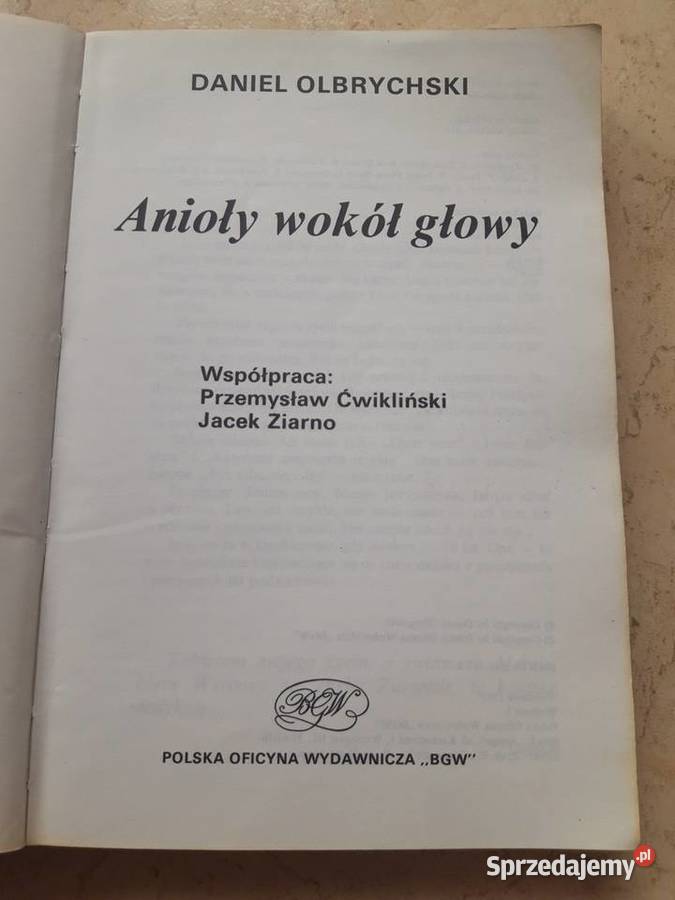 DANIEL OLBRYCHSKI
Anioły wokół głowy
Współpraca:
Przemysław Ćwikliński
Jacek Ziarno
BGW
POLSKA OFICYNA WYDAWNICZA „BGW"
Sprzedajemy.pl